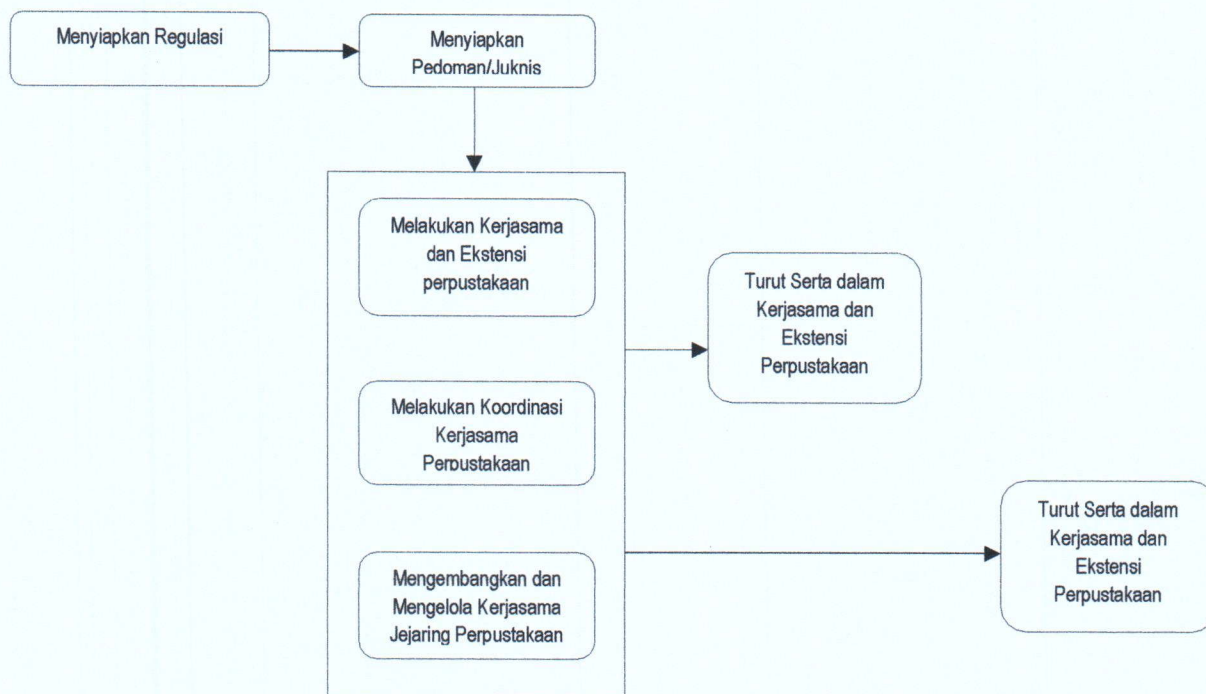 Menyiapkan Regulasi
Menyiapkan
Pedoman/Juknis
Melakukan Kerjasama
dan Ekstensi
perpustakaan
Turut Serta dalam
Kerjasama dan
Ekstensi
Perpustakaan
Melakukan Koordinasi
Kerjasama
Perpustakaan
Turut Serta dalam
Kerjasama dan
Ekstensi
Perpustakaan
Mengembangkan dan
Mengelola Kerjasama
Jejaring Perpustakaan